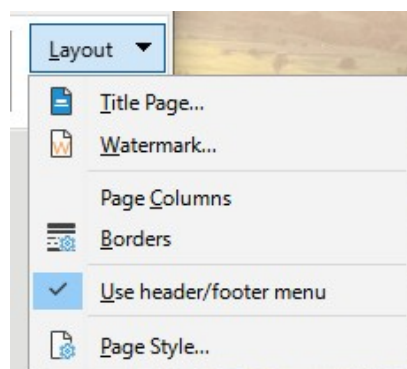 Layout
Title Page...
Watermark...
Page Columns
Borders
Use header/footer menu
Page Style...